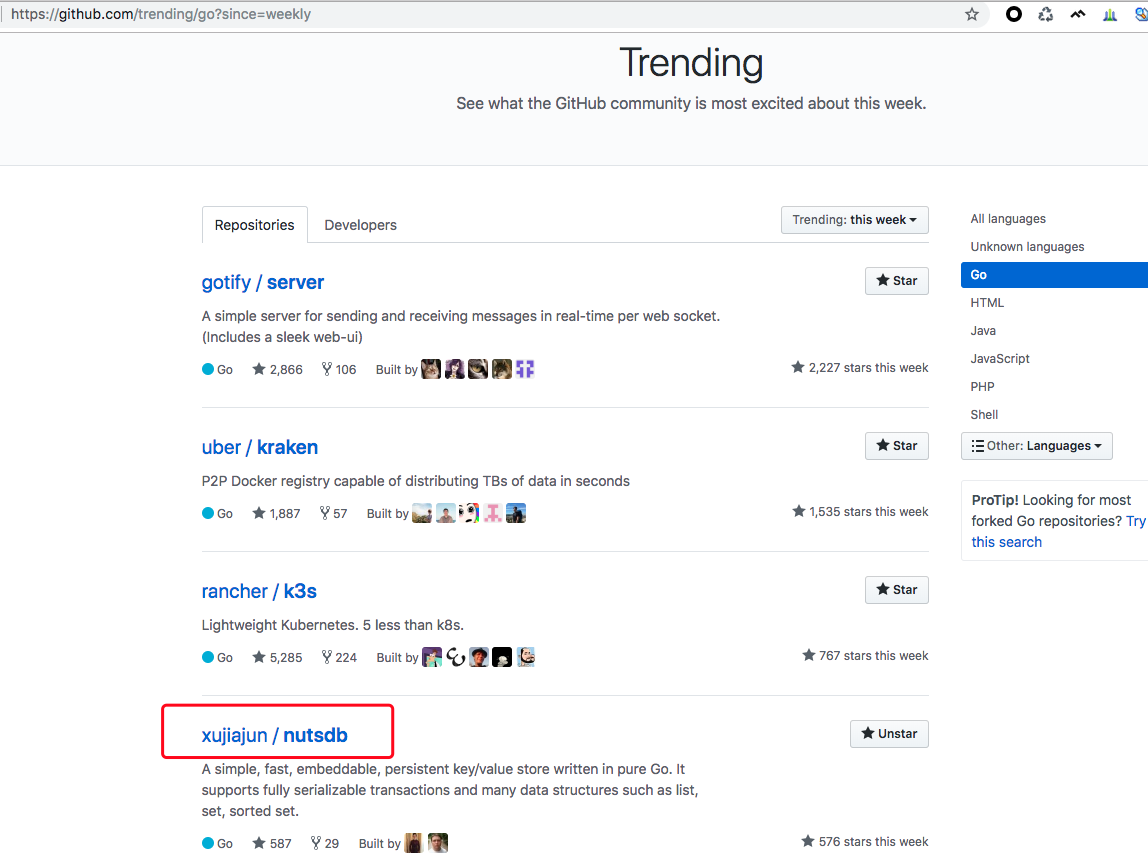 https://github.com/trending/go?since=weekly
Trending
See what the GitHub community is most excited about this week.
Repositories
Developers
Trending: this week
gotify / server
Star
A simple server for sending and receiving messages in real-time per web socket.
(Includes a sleek web-ui)
Go 2,866 106 Built by
2,227 stars this week
uber / kraken
Star
P2P Docker registry capable of distributing TBs of data in seconds
Go 1,887 57 Built by
1,535 stars this week
rancher / k3s
Star
Lightweight Kubernetes. 5 less than k8s.
Go 5,285 224 Built by
767 stars this week
xujiajun / nutsdb
Unstar
A simple, fast, embeddable, persistent key/value store written in pure Go. It
supports fully serializable transactions and many data structures such as list,
set, sorted set.
Go 587 29 Built by
576 stars this week
All languages
Unknown languages
Go
HTML
Java
JavaScript
PHP
Shell
Other: Languages
ProTip! Looking for most
forked Go repositories? Try
this search